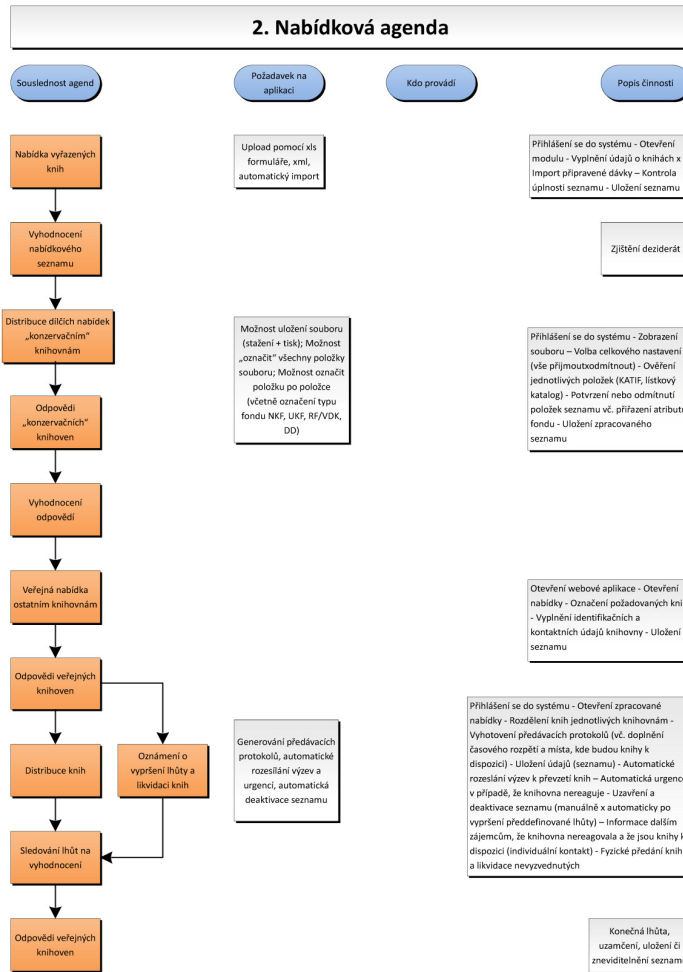 2. Nabídková agenda
Souslednost agend
Požadavek na
aplikaci
Kdo provádí
Popis činnosti
Nabídka vyřazených
knih
Upload pomocí xls
formuláře, xml,
automatický import
Přihlášení se do systému - Otevření
modulu - Vyplnění údajů o knihách x
Import připravené dávky – Kontrola
úplnosti seznamu - Uložení seznamu
Vyhodnocení
nabídkového
seznamu
Zjištění deziderát
Distribuce dílčích nabídek
„konzervačním“
knihovnám
Možnost uložení souboru
(stažení + tisk); Možnost
„označit“ všechny položky
souboru; Možnost označit
položku po položce
(včetně označení typu
fondu NKF, UKF, RF/VDK,
DD)
Přihlášení se do systému - Zobrazení
souboru – Volba celkového nastavení
(vše přijmoutxodmítnout) - Ověření
jednotlivých položek (KATIF, lístkový
katalog) - Potvrzení nebo odmítnutí
položek seznamu vč. přiřazení atributu
fondu - Uložení zpracovaného
seznamu
Odpovědi
„konzervačních“
knihoven
Vyhodnocení
odpovědí
Veřejná nabídka
ostatním knihovnám
Otevření webové aplikace - Otevření
nabídky - Označení požadovaných kni
- Vyplnění identifikačních a
kontaktních údajů knihovny - Uložení
seznamu
Odpovědi veřejných
knihoven
Distribuce knih
Oznámení o
vypršení lhůty a
likvidaci knih
Generování předávacích
protokolů, automatické
rozesílání výzev a
urgencí, automatická
deaktivace seznamu
Přihlášení se do systému - Otevření zpracované
nabídky - Rozdělení knih jednotlivých knihovnám -
Vyhotovení předávacích protokolů (vč. doplnění
časového rozpětí a místa, kde budou knihy k
dispozici) - Uložení údajů (seznamu) - Automatické
rozeslání výzev k převzetí knih – Automatická urgence
v případě, že knihovna nereaguje - Uzavření a
deaktivace seznamu (manuálně x automaticky po
vypršení předdefinované lhůty) – Informace dalším
zájemcům, že knihovna nereagovala a že jsou knihy k
dispozici (individuální kontakt) - Fyzické předání knih
a likvidace nevyzvednutých
Sledování lhůt na
vyhodnocení
Odpovědi veřejných
knihoven
Konečná lhůta,
uzamčení, uložení či
zneviditelnění seznamu